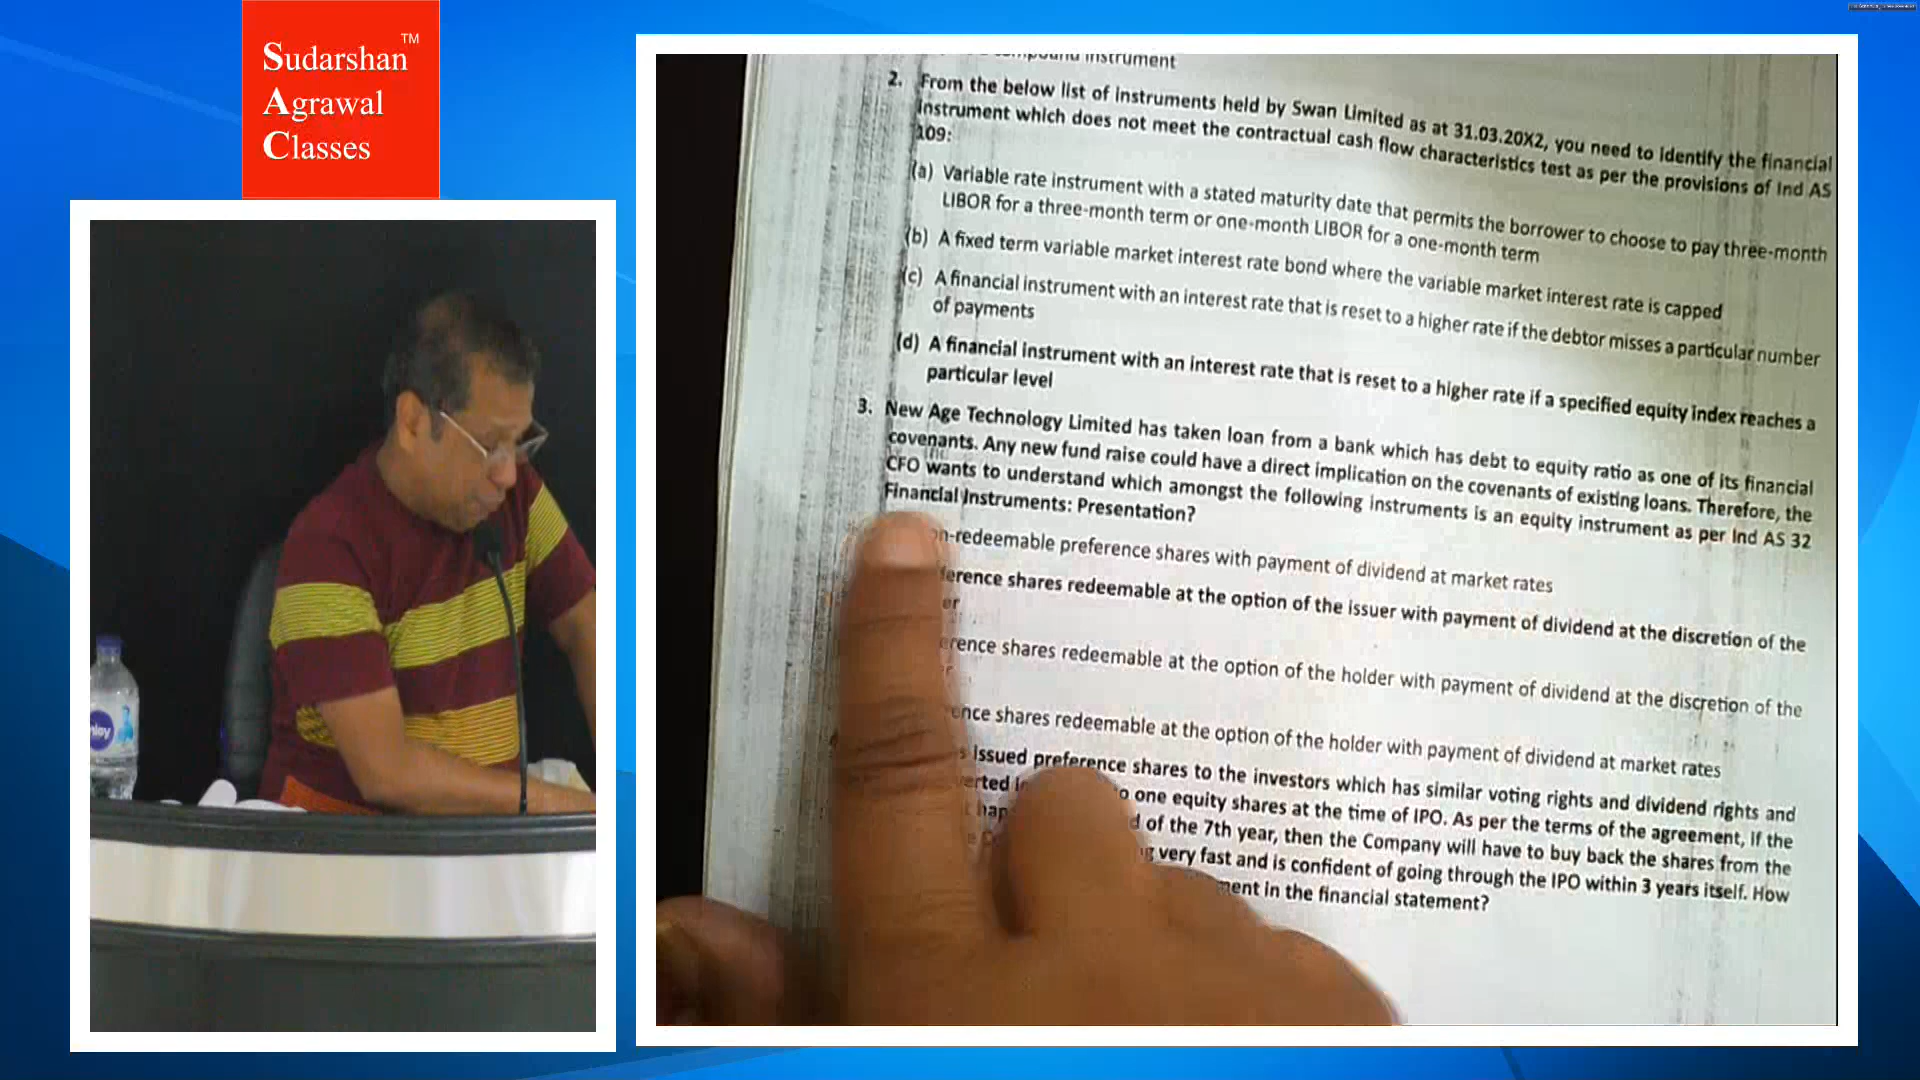 Sudarshan TM
Agrawal
Classes
instrument
2. From the below list of instruments held by Swan Limited as at 31.03.20X2, you need to identify the financial
instrument which does not meet the contractual cash flow characteristics test as per the provisions of Ind AS
109:
(a) Variable rate instrument with a stated maturity date that permits the borrower to choose to pay three-month
LIBOR for a three-month term or one-month LIBOR for a one-month term
(b) A fixed term variable market interest rate bond where the variable market interest rate is capped
(c) A financial instrument with an interest rate that is reset to a higher rate if the debtor misses a particular number
of payments
(d) A financial instrument with an interest rate that is reset to a higher rate if a specified equity index reaches a
particular level
3. New Age Technology Limited has taken loan from a bank which has debt to equity ratio as one of its financial
covenants. Any new fund raise could have a direct implication on the covenants of existing loans. Therefore, the
CFO wants to understand which amongst the following instruments is an equity instrument as per Ind AS 32
Financial Instruments: Presentation?
n-redeemable preference shares with payment of dividend at market rates
ference shares redeemable at the option of the issuer with payment of dividend at the discretion of the
er
erence shares redeemable at the option of the holder with payment of dividend at the discretion of the
r
ence shares redeemable at the option of the holder with payment of dividend at market rates
s issued preference shares to the investors which has similar voting rights and dividend rights and
verted o one equity shares at the time of IPO. As per the terms of the agreement, if the
t hap d of the 7th year, then the Company will have to buy back the shares from the
g very fast and is confident of going through the IPO within 3 years itself. How
ment in the financial statement?